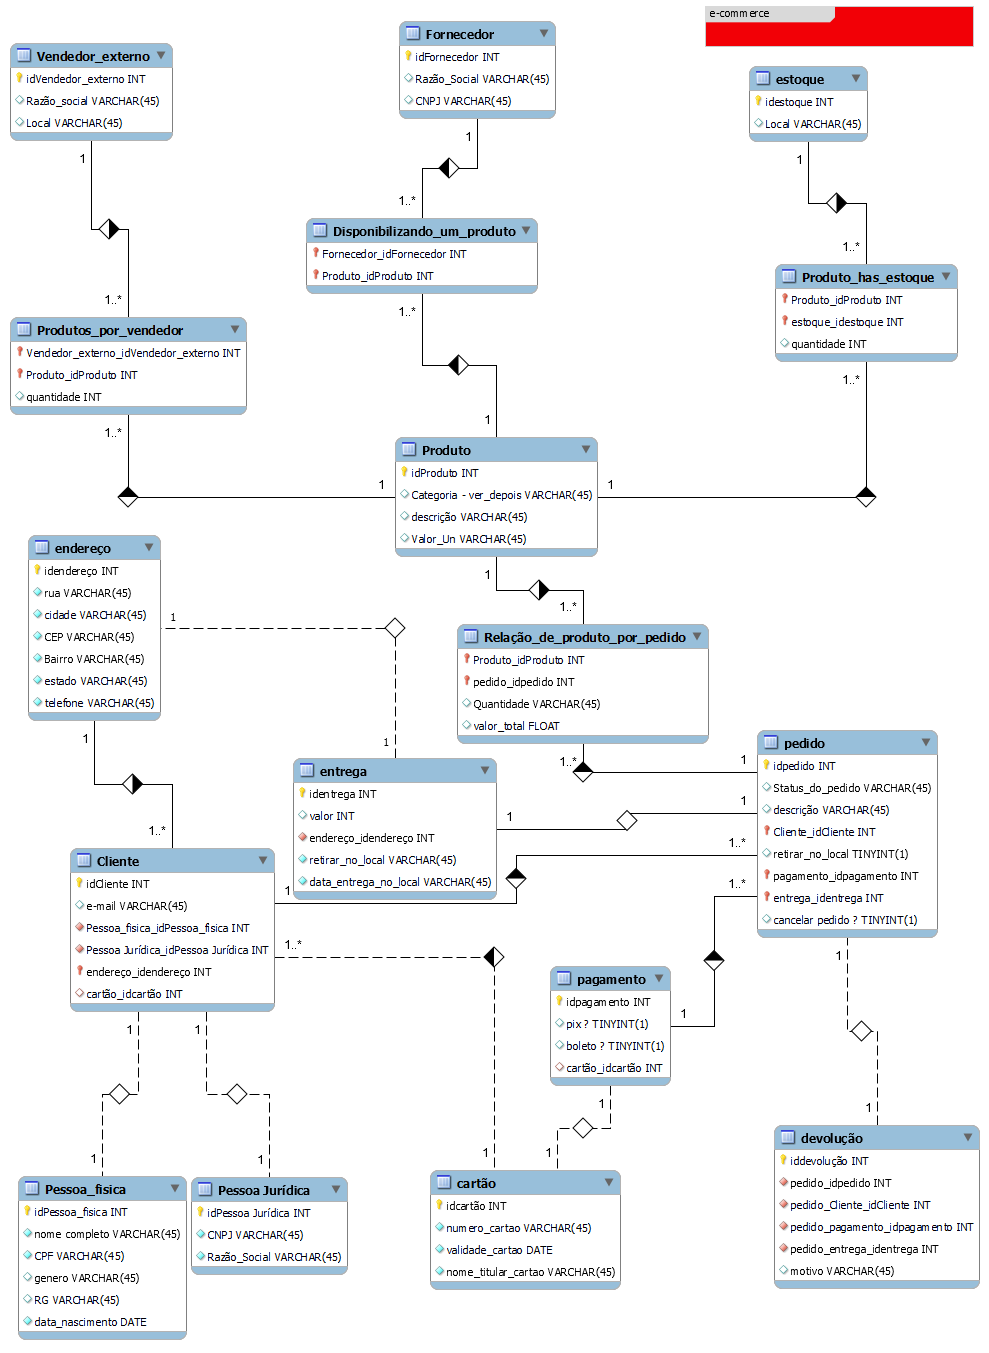 e-commerce
Vendedor_externo
idVendedor_externo INT
Razão_social VARCHAR(45)
Local VARCHAR(45)
1
1..*
Fornecedor
idFornecedor INT
Razão_Social VARCHAR(45)
CNPJ VARCHAR(45)
1
1..*
estoque
idestoque INT
Local VARCHAR(45)
1
1..*
Disponibilizando_um_produto
Fornecedor_idFornecedor INT
Produto_idProduto INT
1..*
1
Produto_has_estoque
Produto_idProduto INT
estoque_idestoque INT
quantidade INT
1..*
1
Produtos_por_vendedor
Vendedor_externo_idVendedor_externo INT
Produto_idProduto INT
quantidade INT
1..*
1
Produto
idProduto INT
Categoria - ver_depois VARCHAR(45)
descrição VARCHAR(45)
Valor_Un VARCHAR(45)
1
1..*
endereço
idendereço INT
rua VARCHAR(45)
cidade VARCHAR(45)
CEP VARCHAR(45)
Bairro VARCHAR(45)
estado VARCHAR(45)
telefone VARCHAR(45)
1
1
1
1..*
Relação_de_produto_por_pedido
Produto_idProduto INT
pedido_idpedido INT
Quantidade VARCHAR(45)
valor_total FLOAT
1..*
1
entrega
identrega INT
valor INT
endereço_idendereço INT
retirar_no_local VARCHAR(45)
data_entrega_no_local VARCHAR(45)
1
1
pedido
idpedido INT
Status_do_pedido VARCHAR(45)
descrição VARCHAR(45)
Cliente_idCliente INT
retirar_no_local TINYINT(1)
pagamento_idpagamento INT
entrega_identrega INT
cancelar pedido ? TINYINT(1)
1..*
1..*
1
1
Cliente
idCliente INT
e-mail VARCHAR(45)
Pessoa_fisica_idPessoa_fisica INT
Pessoa Jurídica_idPessoa Jurídica INT
endereço_idendereço INT
cartão_idcartão INT
1
1..*
1
1
1
1
1
pagamento
idpagamento INT
pix ? TINYINT(1)
boleto ? TINYINT(1)
cartão_idcartão INT
1
1
1
Pessoa_fisica
idPessoa_fisica INT
nome completo VARCHAR(45)
CPF VARCHAR(45)
genero VARCHAR(45)
RG VARCHAR(45)
data_nascimento DATE
Pessoa Jurídica
idPessoa Jurídica INT
CNPJ VARCHAR(45)
Razão_Social VARCHAR(45)
cartão
idcartão INT
numero_cartao VARCHAR(45)
validade_cartao DATE
nome_titular_cartao VARCHAR(45)
devolução
iddevolução INT
pedido_idpedido INT
pedido_Cliente_idCliente INT
pedido_pagamento_idpagamento INT
pedido_entrega_identrega INT
motivo VARCHAR(45)